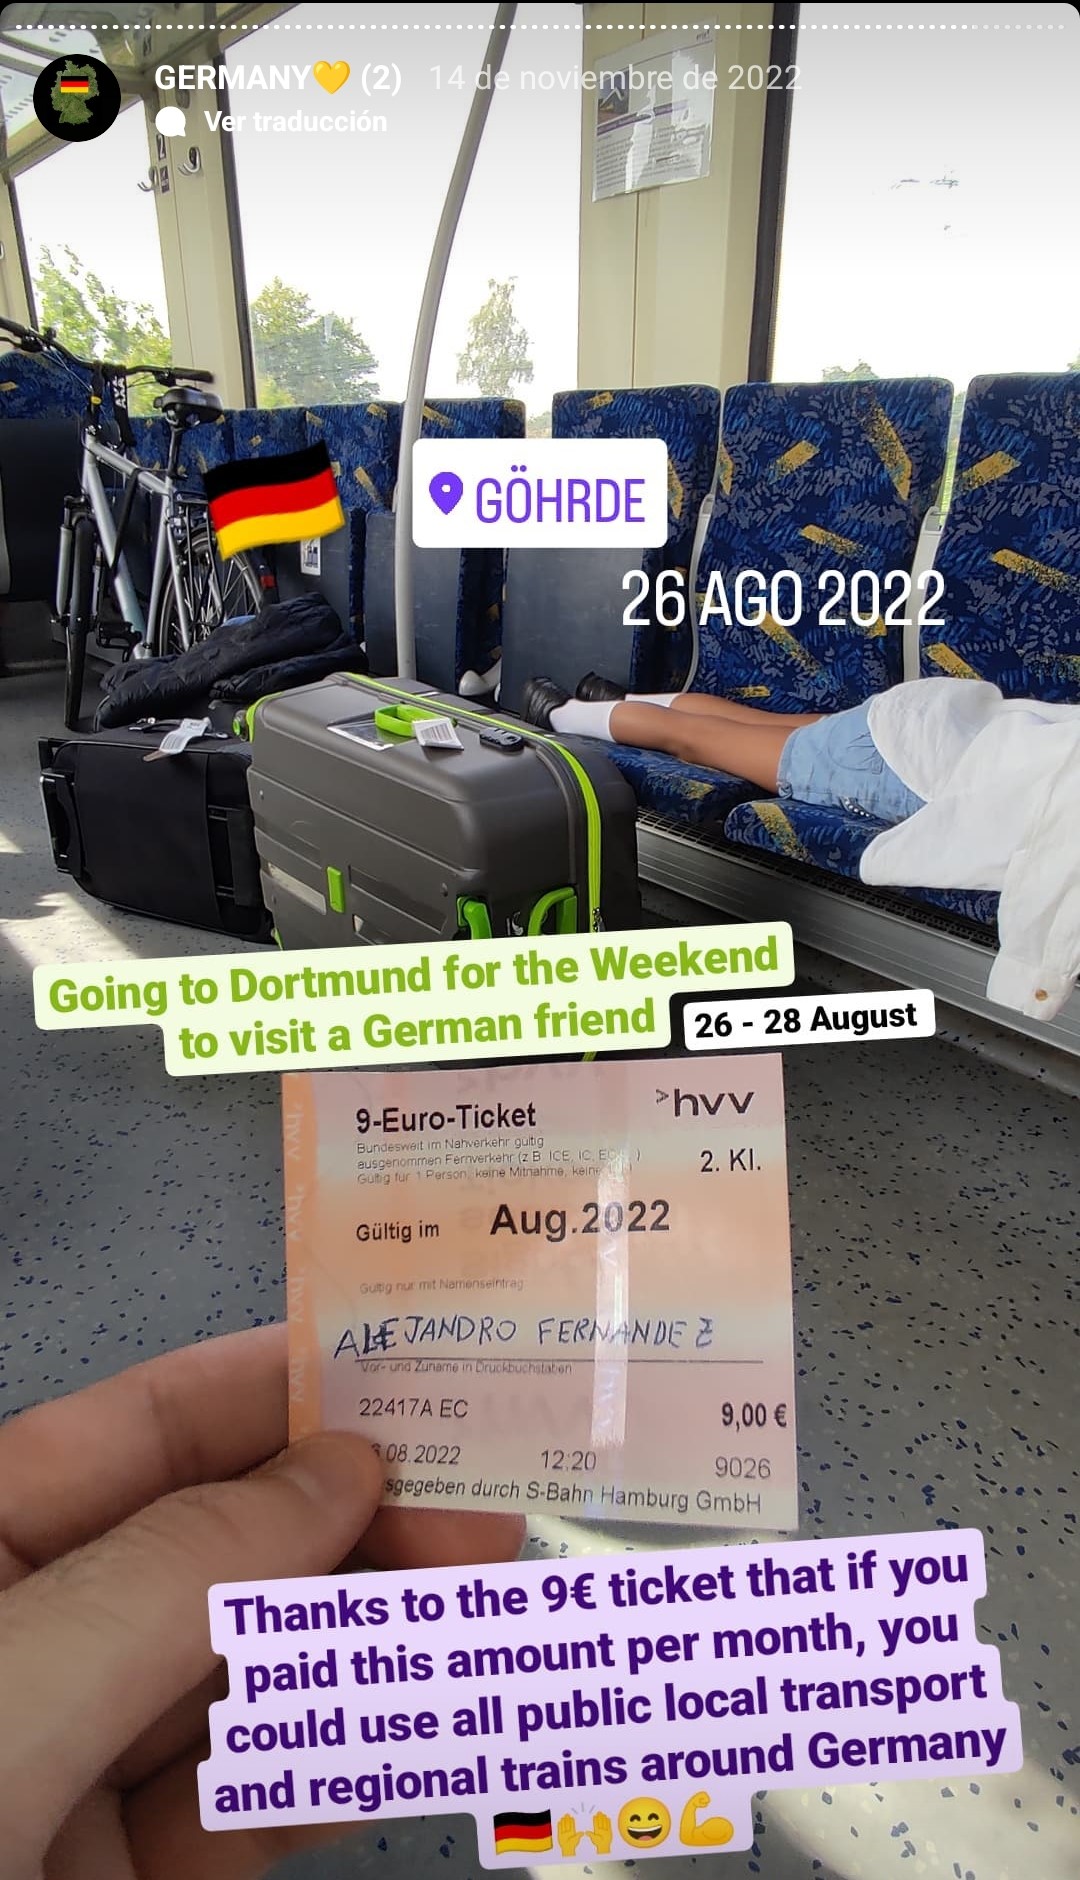 GERMANY💛 (2) 14 de noviembre de 2022
Ver traducción
GÖHRDE
26 AGO 2022
Going to Dortmund for the Weekend
to visit a German friend
26 - 28 August
9-Euro-Ticket
>hvv
Bundesweit im Nahverkehr gültig
ausgenommen Fernverkehr (z.B. ICE, IC, EC
2. Kl.
Gültig für 1 Person, keine Mitnahme, keine
Gültig im Aug.2022
Gültig nur mit Namenseintrag
ALEJANDRO FERNANDEZ
Vor- und Zuname in Druckbuchstaben
22417A EC 9,00 €
08.2022 12:20 9026
sgegeben durch S-Bahn Hamburg GmbH
Thanks to the 9€ ticket that if you
paid this amount per month, you
could use all public local transport
and regional trains around Germany
🇩🇪🙌😄💪